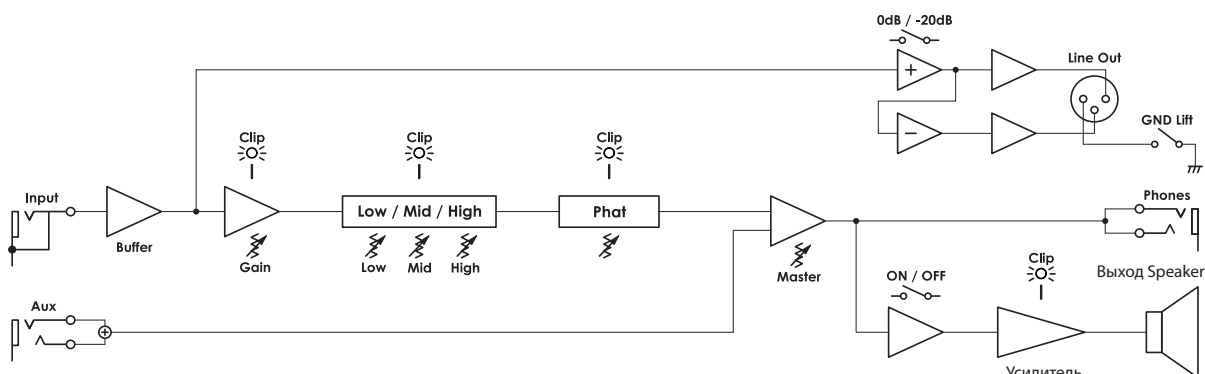 0dB / -20dB
+
Line Out
−
GND Lift
Clip
Clip
Clip
Input
Buffer
Gain
Low / Mid / High
Low
Mid
High
Phat
Master
Phones
Выход Speaker
Aux
+
ON / OFF
Clip
Усилитель